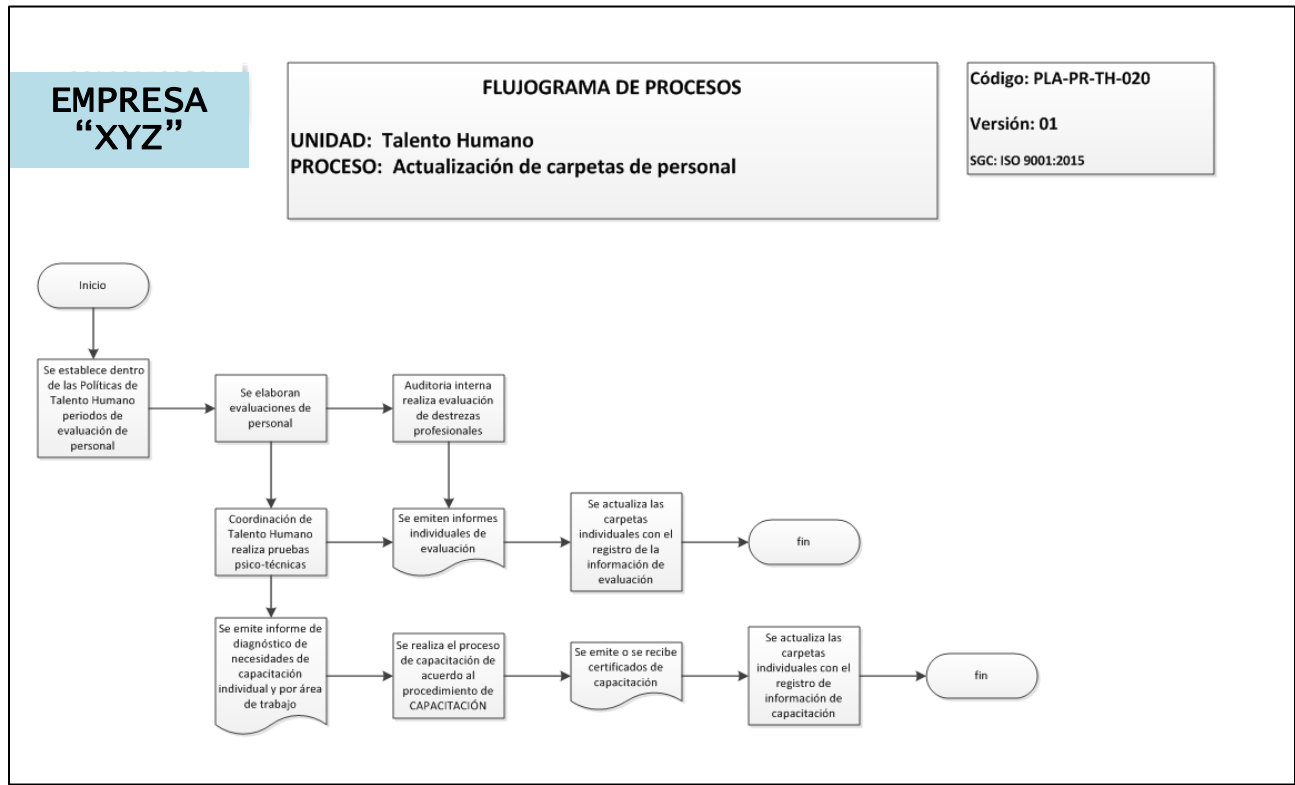 EMPRESA
“XYZ”
FLUJOGRAMA DE PROCESOS
UNIDAD: Talento Humano
PROCESO: Actualización de carpetas de personal
Código: PLA-PR-TH-020
Versión: 01
SGC: ISO 9001:2015
Inicio
Se establece dentro
de las Políticas de
Talento Humano
periodos de
evaluación de
personal
Se elaboran
evaluaciones de
personal
Auditoria interna
realiza evaluación
de destrezas
profesionales
Coordinación de
Talento Humano
realiza pruebas
psico-técnicas
Se emiten informes
individuales de
evaluación
Se actualiza las
carpetas
individuales con el
registro de la
información de
evaluación
fin
Se emite informe de
diagnóstico de
necesidades de
capacitación
individual y por área
de trabajo
Se realiza el proceso
de capacitación de
acuerdo al
procedimiento de
CAPACITACIÓN
Se emite o se recibe
certificados de
capacitación
Se actualiza las
carpetas
individuales con el
registro de
información de
capacitación
fin